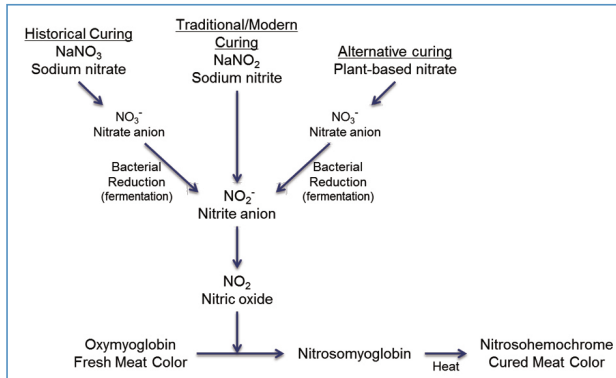 Historical Curing
NaNO₃
Sodium nitrate
Traditional/Modern
Curing
NaNO₂
Sodium nitrite
Alternative curing
Plant-based nitrate
NO₃⁻
Nitrate anion
NO₃⁻
Nitrate anion
Bacterial
Reduction
(fermentation)
Bacterial
Reduction
(fermentation)
NO₂⁻
Nitrite anion
NO₂
Nitric oxide
Oxymyoglobin
Fresh Meat Color
Nitrosomyoglobin
Heat
Nitrosohemochrome
Cured Meat Color